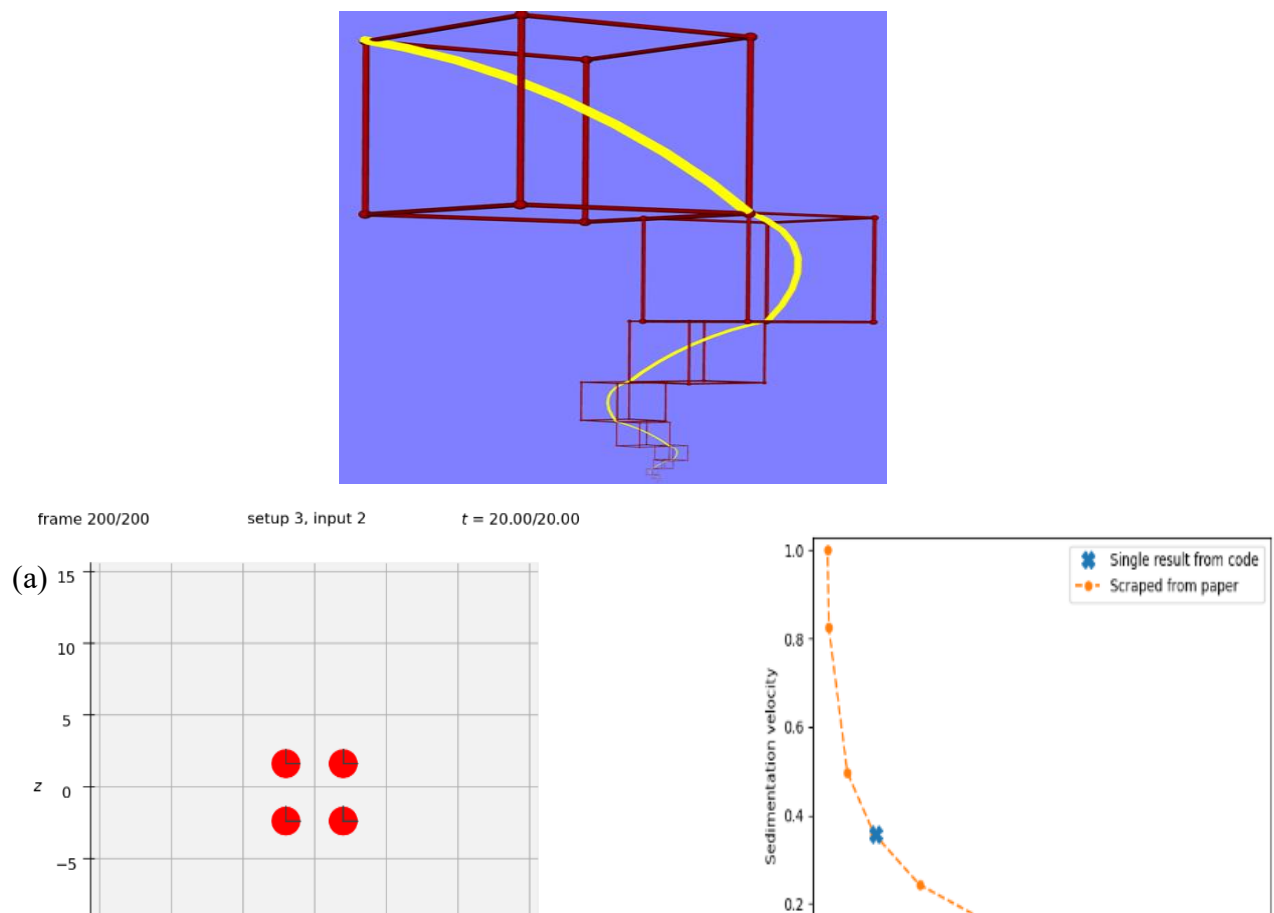 frame 200/200 setup 3, input 2 t = 20.00/20.00
(a)
15
10
5
z
0
−5
1.0
0.8
0.6
0.4
0.2
Sedimentation velocity
Single result from code
Scraped from paper